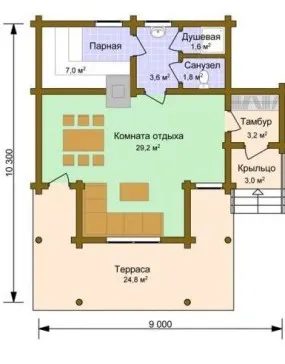 Парная
7,0 м²
3,6 м²
Душевая
1.6 м²
Санузел
1,8 м²
Комната отдыха
29,2 м²
Тамбур
3,2 м²
Крыльцо
3,0 м²
Терраса
24,8 м²
10 300
9 000